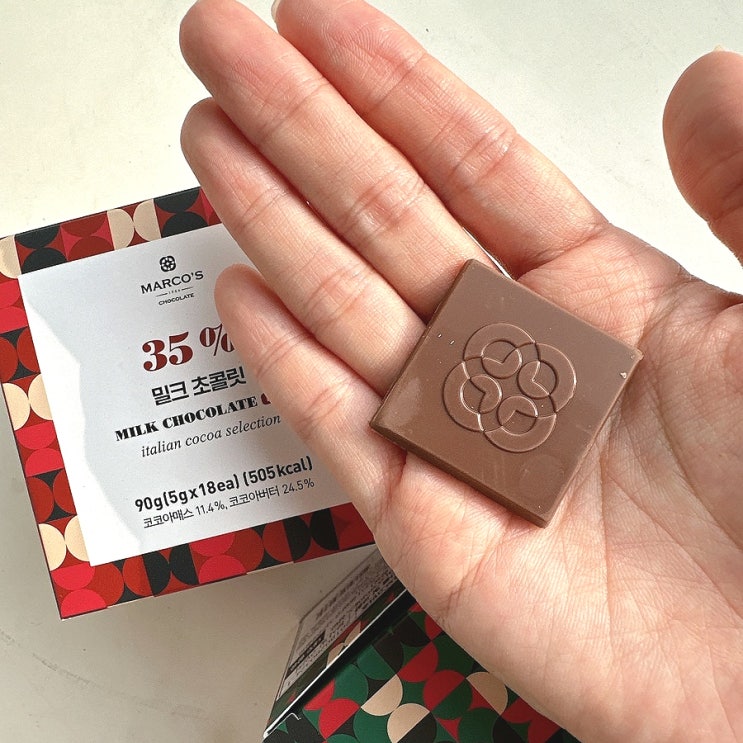 MARCO'S
CHOCOLATE
35 %
밀크 초콜릿
MILK CHOCOLATE
italian cocoa selection
90g(5gx18ea) (505kcal)
코코아매스 11.4%, 코코아버터 24.5%